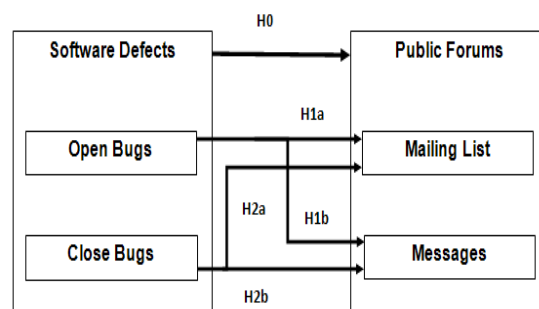 H0
Software Defects
Public Forums
H1a
Open Bugs
Mailing List
H2a
H1b
Close Bugs
Messages
H2b